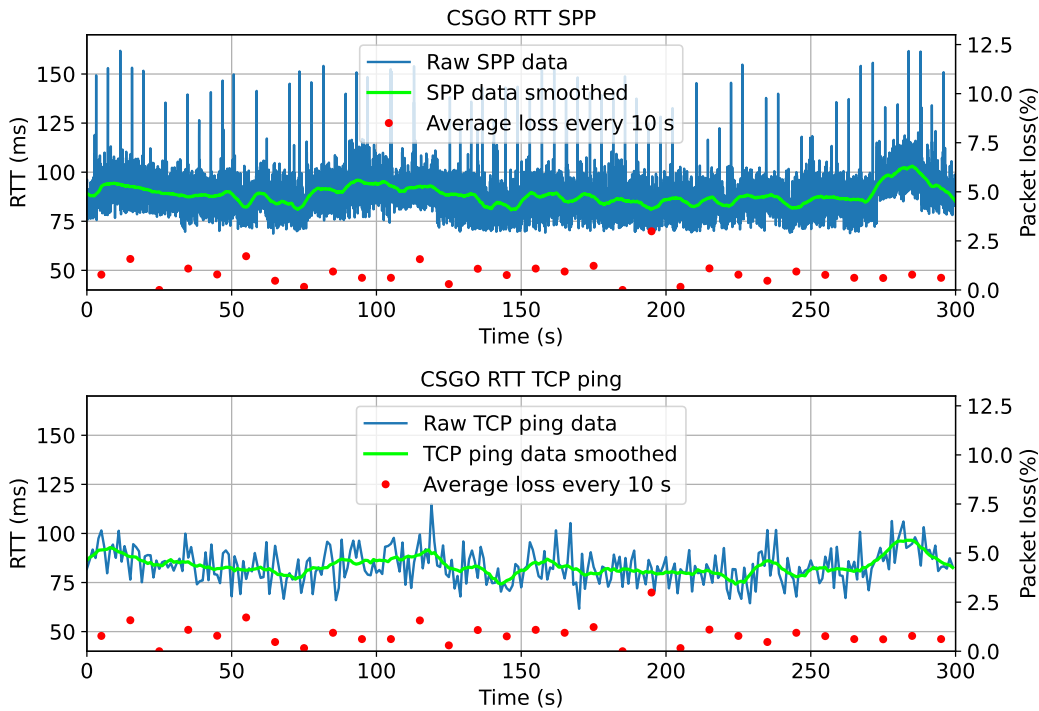 CSGO RTT SPP
Raw SPP data
SPP data smoothed
Average loss every 10 s
RTT (ms)
150
125
100
75
50
Packet loss(%)
12.5
10.0
7.5
5.0
2.5
0.0
0 50 100 150 200 250 300
Time (s)
CSGO RTT TCP ping
Raw TCP ping data
TCP ping data smoothed
Average loss every 10 s
RTT (ms)
150
125
100
75
50
Packet loss(%)
12.5
10.0
7.5
5.0
2.5
0.0
0 50 100 150 200 250 300
Time (s)